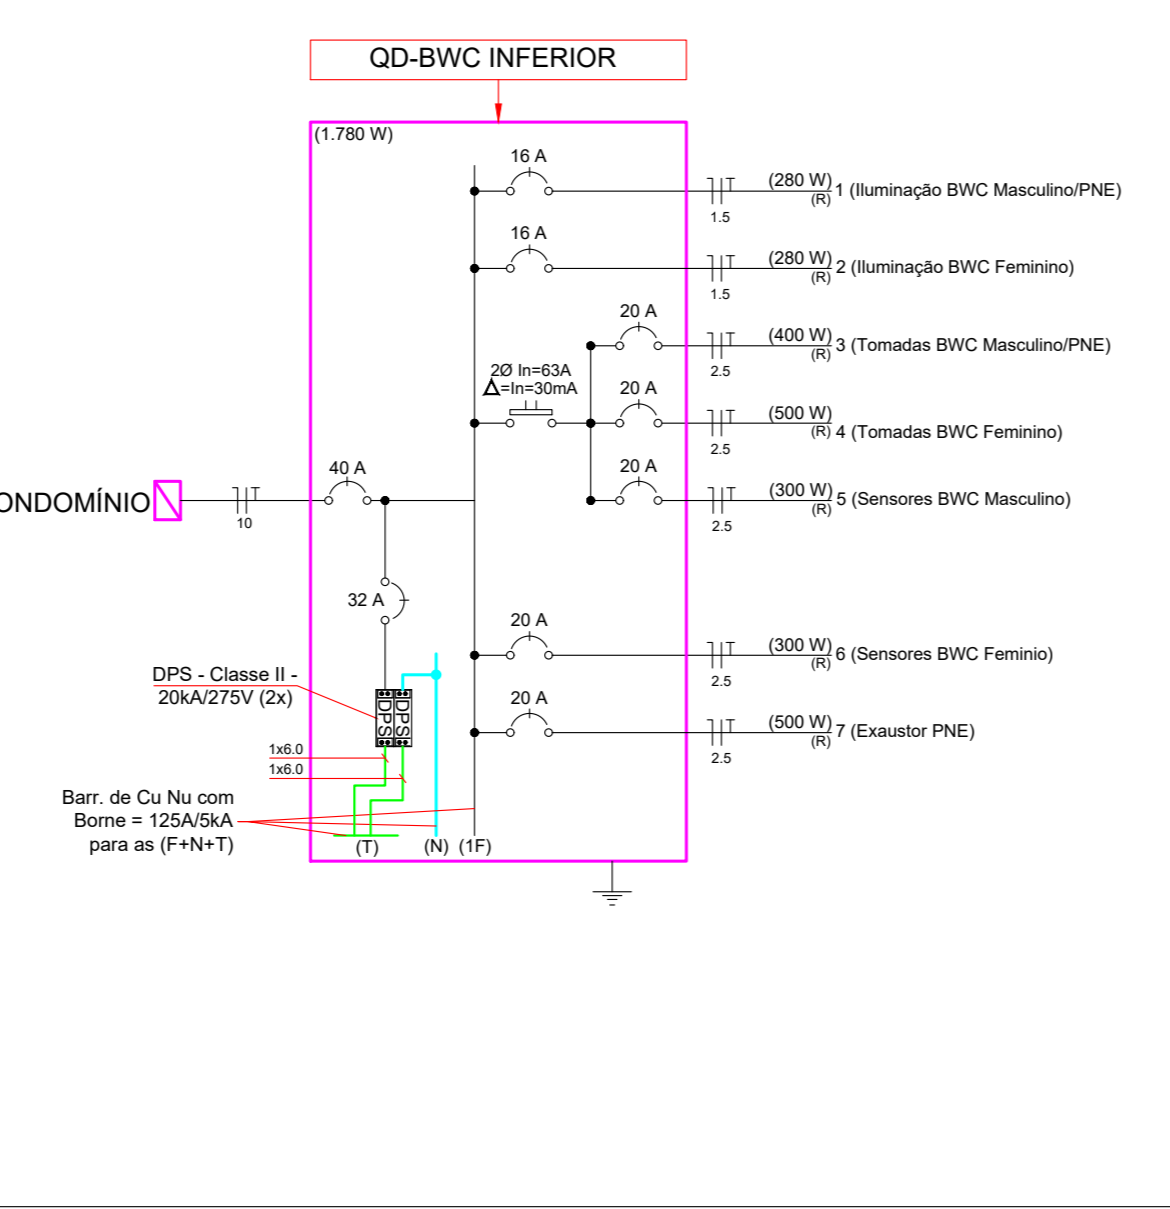 QD-BWC INFERIOR
(1.780 W)
16 A
(280 W)
(R)
1 (Iluminação BWC Masculino/PNE)
1.5
16 A
(280 W)
(R)
2 (Iluminação BWC Feminino)
1.5
20 A
(400 W)
(R)
3 (Tomadas BWC Masculino/PNE)
2.5
2Ø In=63A
Δ=In=30mA
20 A
(500 W)
(R)
4 (Tomadas BWC Feminino)
2.5
20 A
(300 W)
(R)
5 (Sensores BWC Masculino)
2.5
ONDOMÍNIO
10
40 A
32 A
20 A
(300 W)
(R)
6 (Sensores BWC Feminio)
2.5
20 A
(500 W)
(R)
7 (Exaustor PNE)
2.5
DPS - Classe II -
20kA/275V (2x)
DPS
DPS
1x6.0
1x6.0
Barr. de Cu Nu com
Borne = 125A/5kA
para as (F+N+T)
(T)
(N)
(1F)